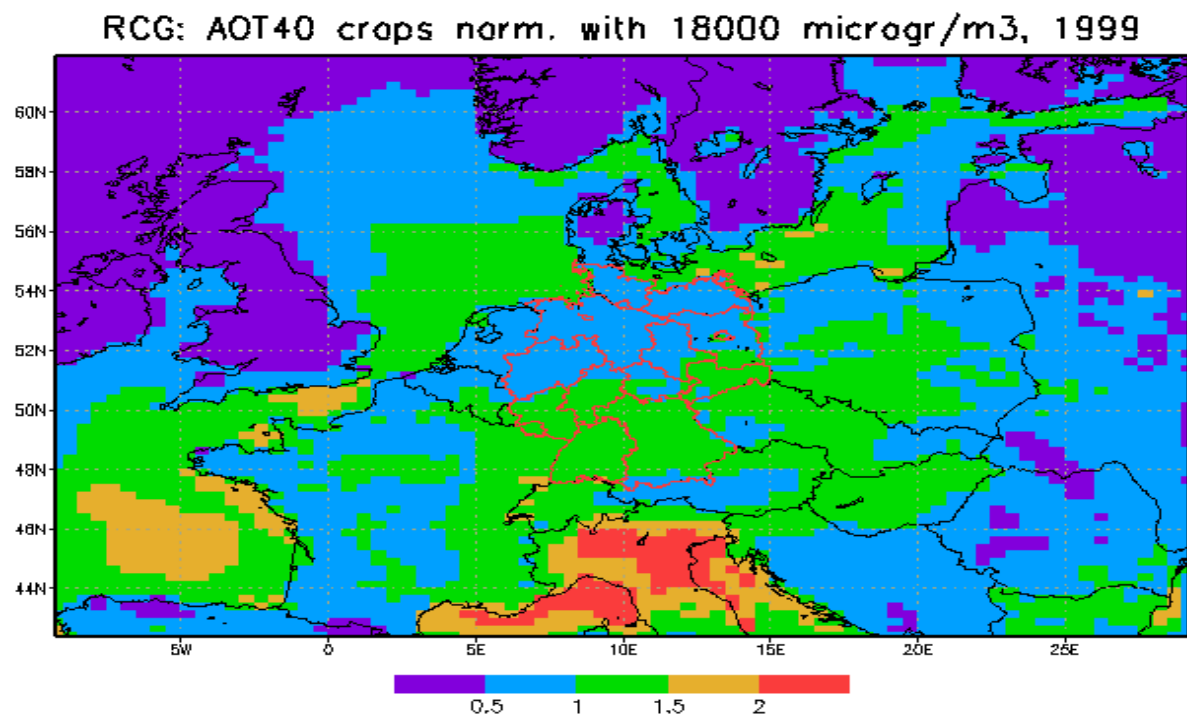 RCG: AOT40 crops norm. with 18000 microgr/m3, 1999
60N
58N
56N
54N
52N
50N
48N
46N
44N
5W 0 5E 10E 15E 20E 25E
0.5 1 1.5 2